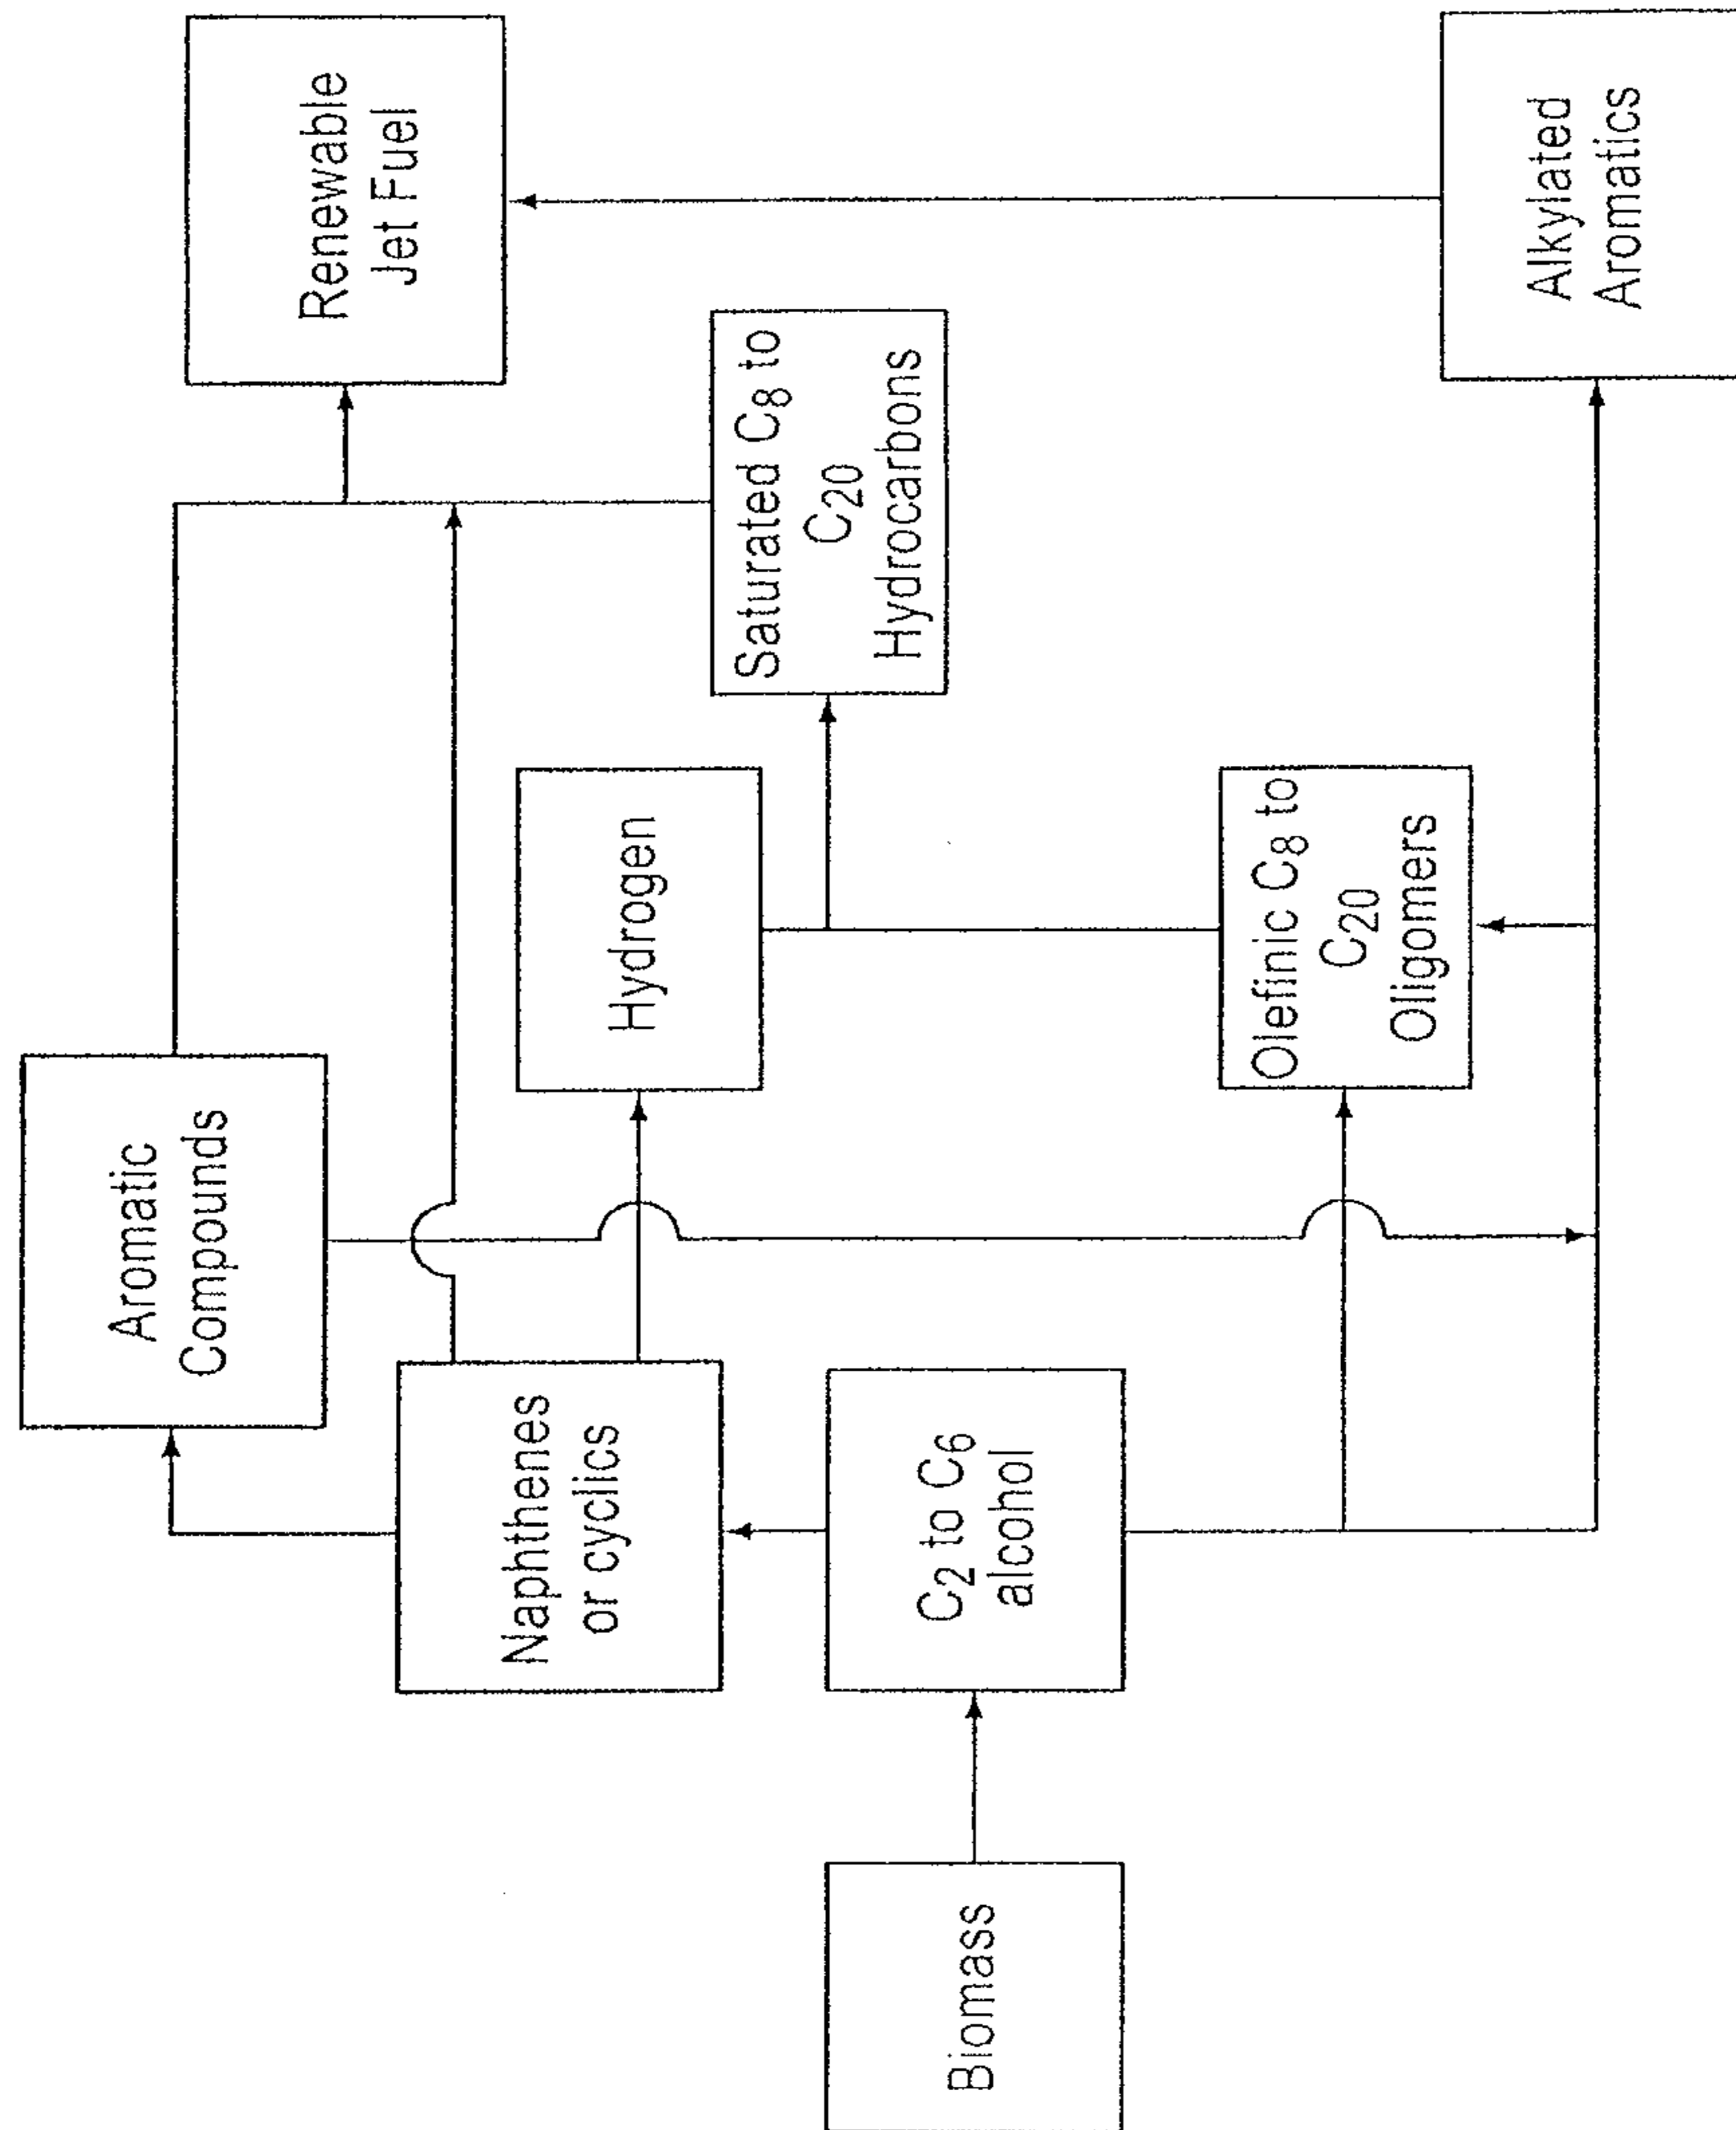 Aromatic
Compounds
Renewable
Jet Fuel
Naphthenes
or cyclics
Hydrogen
Saturated C₈ to
C₂₀
Hydrocarbons
Biomass
C₂ to C₆
alcohol
Olefinic C₈ to
C₂₀
Oliigomers
Alkylated
Aromatics